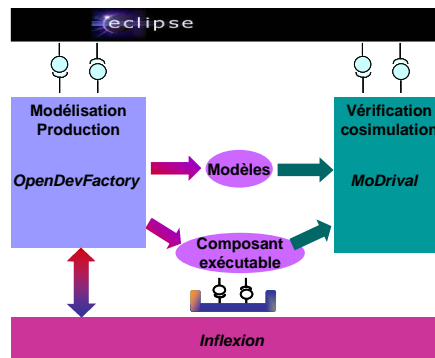 eclipse
Modélisation
Production
OpenDevFactory
Modèles
Composant
exécutable
Vérification
cosimulation
MoDrival
Inflexion